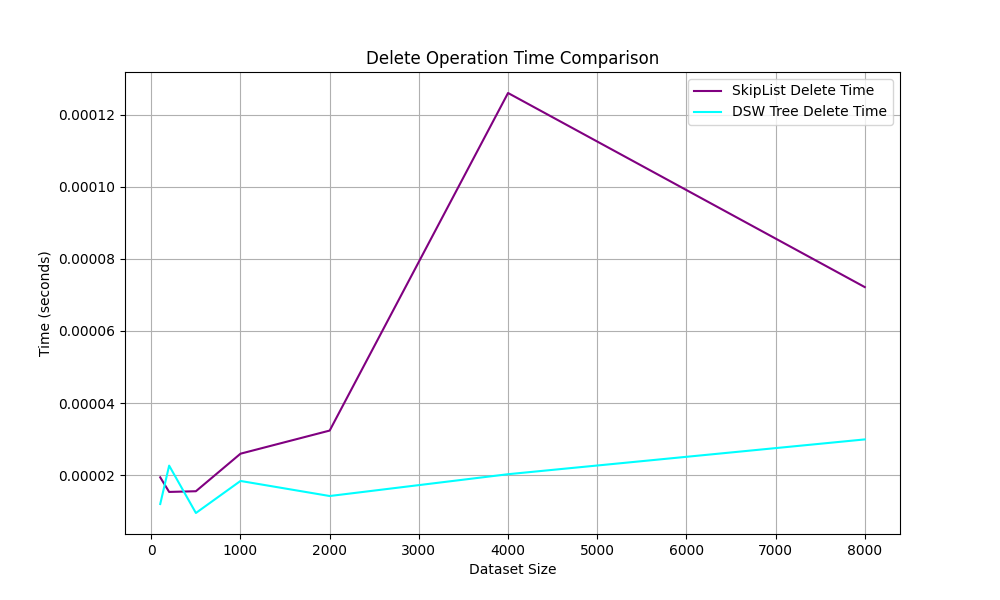 Delete Operation Time Comparison
SkipList Delete Time
DSW Tree Delete Time
Time (seconds)
0.00012
0.00010
0.00008
0.00006
0.00004
0.00002
0 1000 2000 3000 4000 5000 6000 7000 8000
Dataset Size